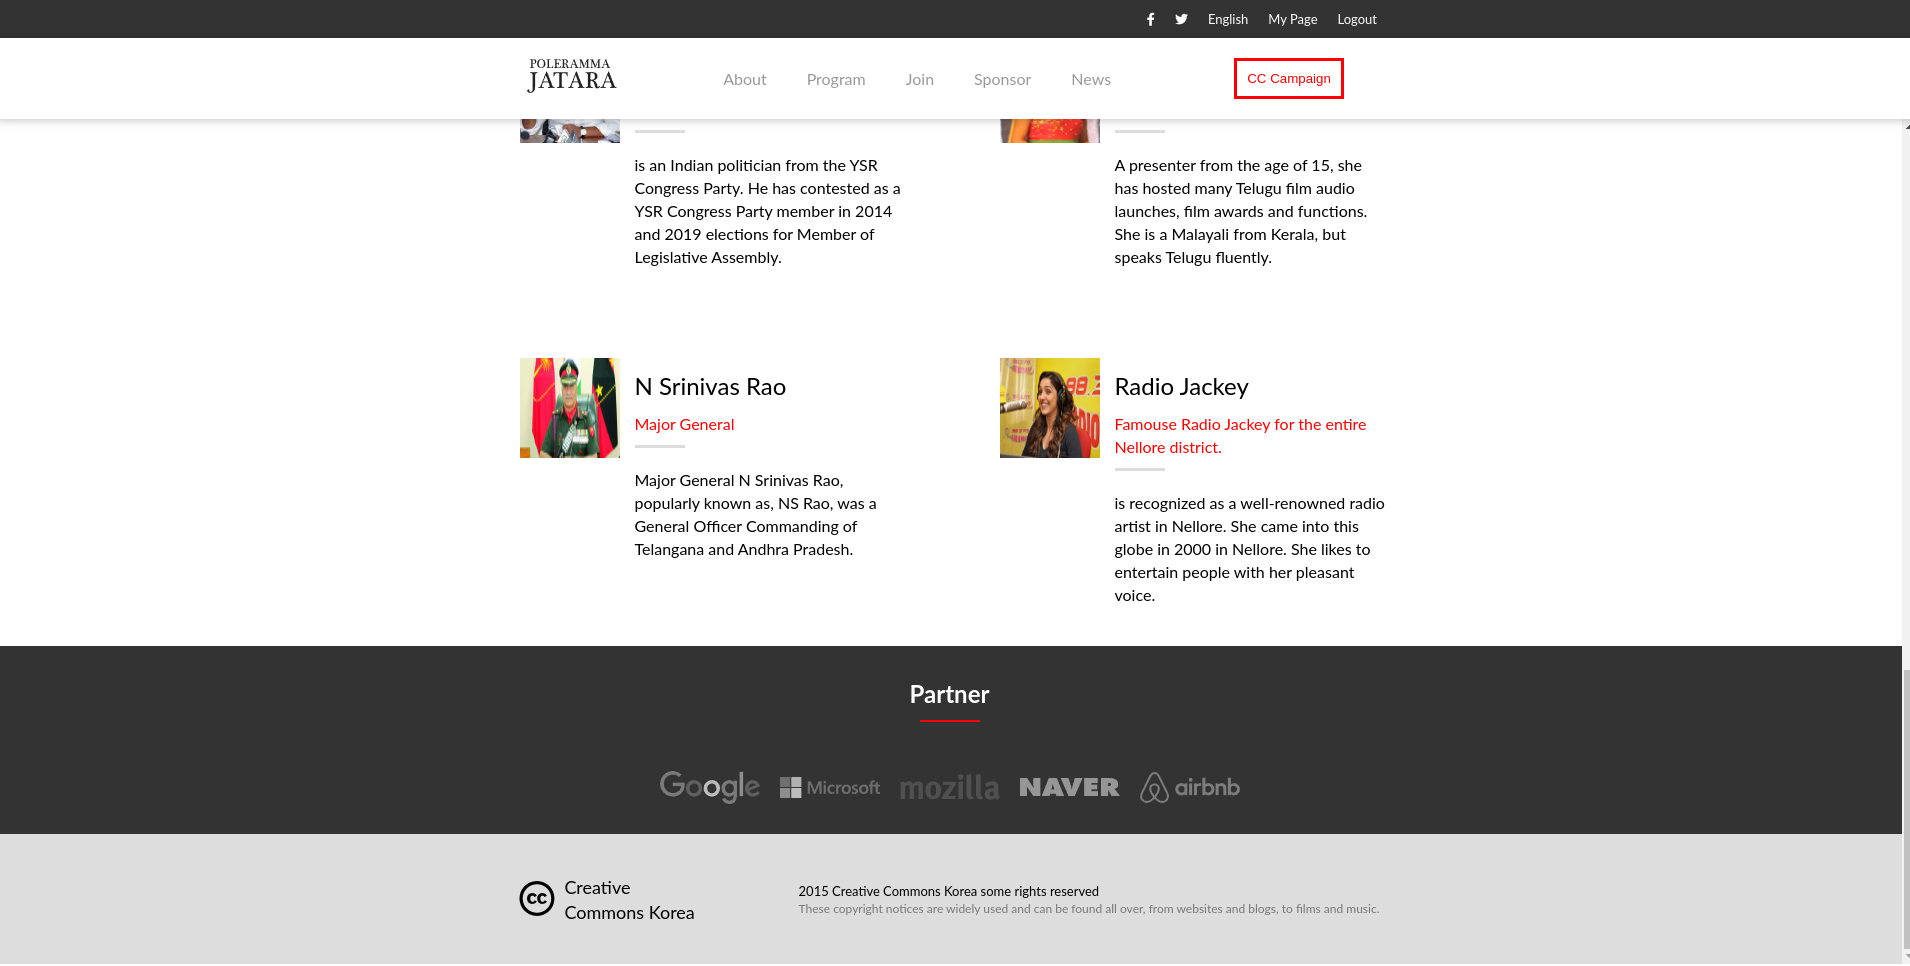 English My Page Logout
POLERAMMA
JATARA
About Program Join Sponsor News
CC Campaign
is an Indian politician from the YSR
Congress Party. He has contested as a
YSR Congress Party member in 2014
and 2019 elections for Member of
Legislative Assembly.
A presenter from the age of 15, she
has hosted many Telugu film audio
launches, film awards and functions.
She is a Malayali from Kerala, but
speaks Telugu fluently.
N Srinivas Rao
Major General
Major General N Srinivas Rao,
popularly known as, NS Rao, was a
General Officer Commanding of
Telangana and Andhra Pradesh.
98.3
Radio Jackey
Famouse Radio Jackey for the entire
Nellore district.
is recognized as a well-renowned radio
artist in Nellore. She came into this
globe in 2000 in Nellore. She likes to
entertain people with her pleasant
voice.
Partner
Google Microsoft mozilla NAVER airbnb
cc
Creative
Commons Korea
2015 Creative Commons Korea some rights reserved
These copyright notices are widely used and can be found all over, from websites and blogs, to films and music.